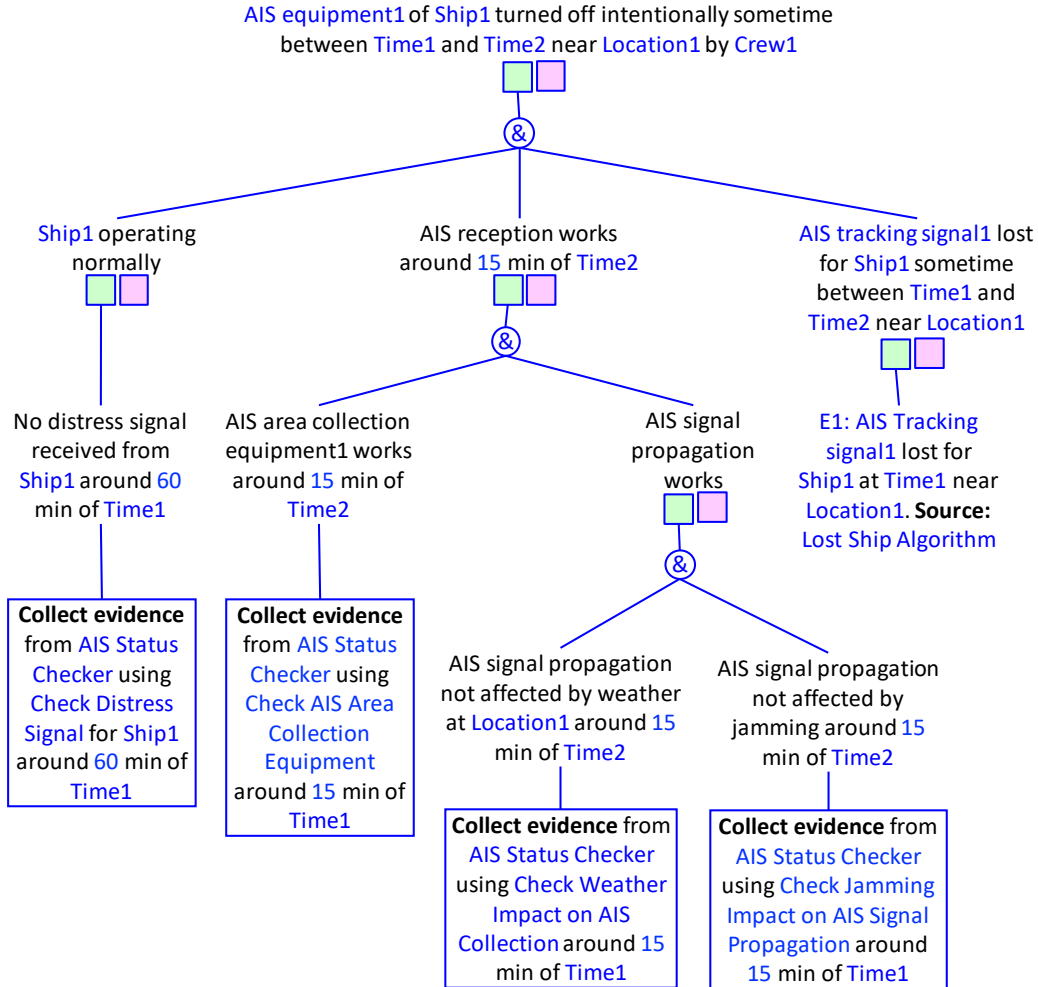 AIS equipment1 of Ship1 turned off intentionally sometime
between Time1 and Time2 near Location1 by Crew1
&
Ship1 operating
normally
AIS reception works
around 15 min of Time2
AIS tracking signal1 lost
for Ship1 sometime
between Time1 and
Time2 near Location1
&
No distress signal
received from
Ship1 around 60
min of Time1
AIS area collection
equipment1 works
around 15 min of
Time2
AIS signal
propagation
works
E1: AIS Tracking
signal1 lost for
Ship1 at Time1 near
Location1. Source:
Lost Ship Algorithm
&
Collect evidence
from AIS Status
Checker using
Check Distress
Signal for Ship1
around 60 min of
Time1
Collect evidence
from AIS Status
Checker using
Check AIS Area
Collection
Equipment
around 15 min of
Time1
AIS signal propagation
not affected by weather
at Location1 around 15
min of Time2
AIS signal propagation
not affected by
jamming around 15
min of Time2
Collect evidence from
AIS Status Checker
using Check Weather
Impact on AIS
Collection around 15
min of Time1
Collect evidence from
AIS Status Checker
using Check Jamming
Impact on AIS Signal
Propagation around
15 min of Time1